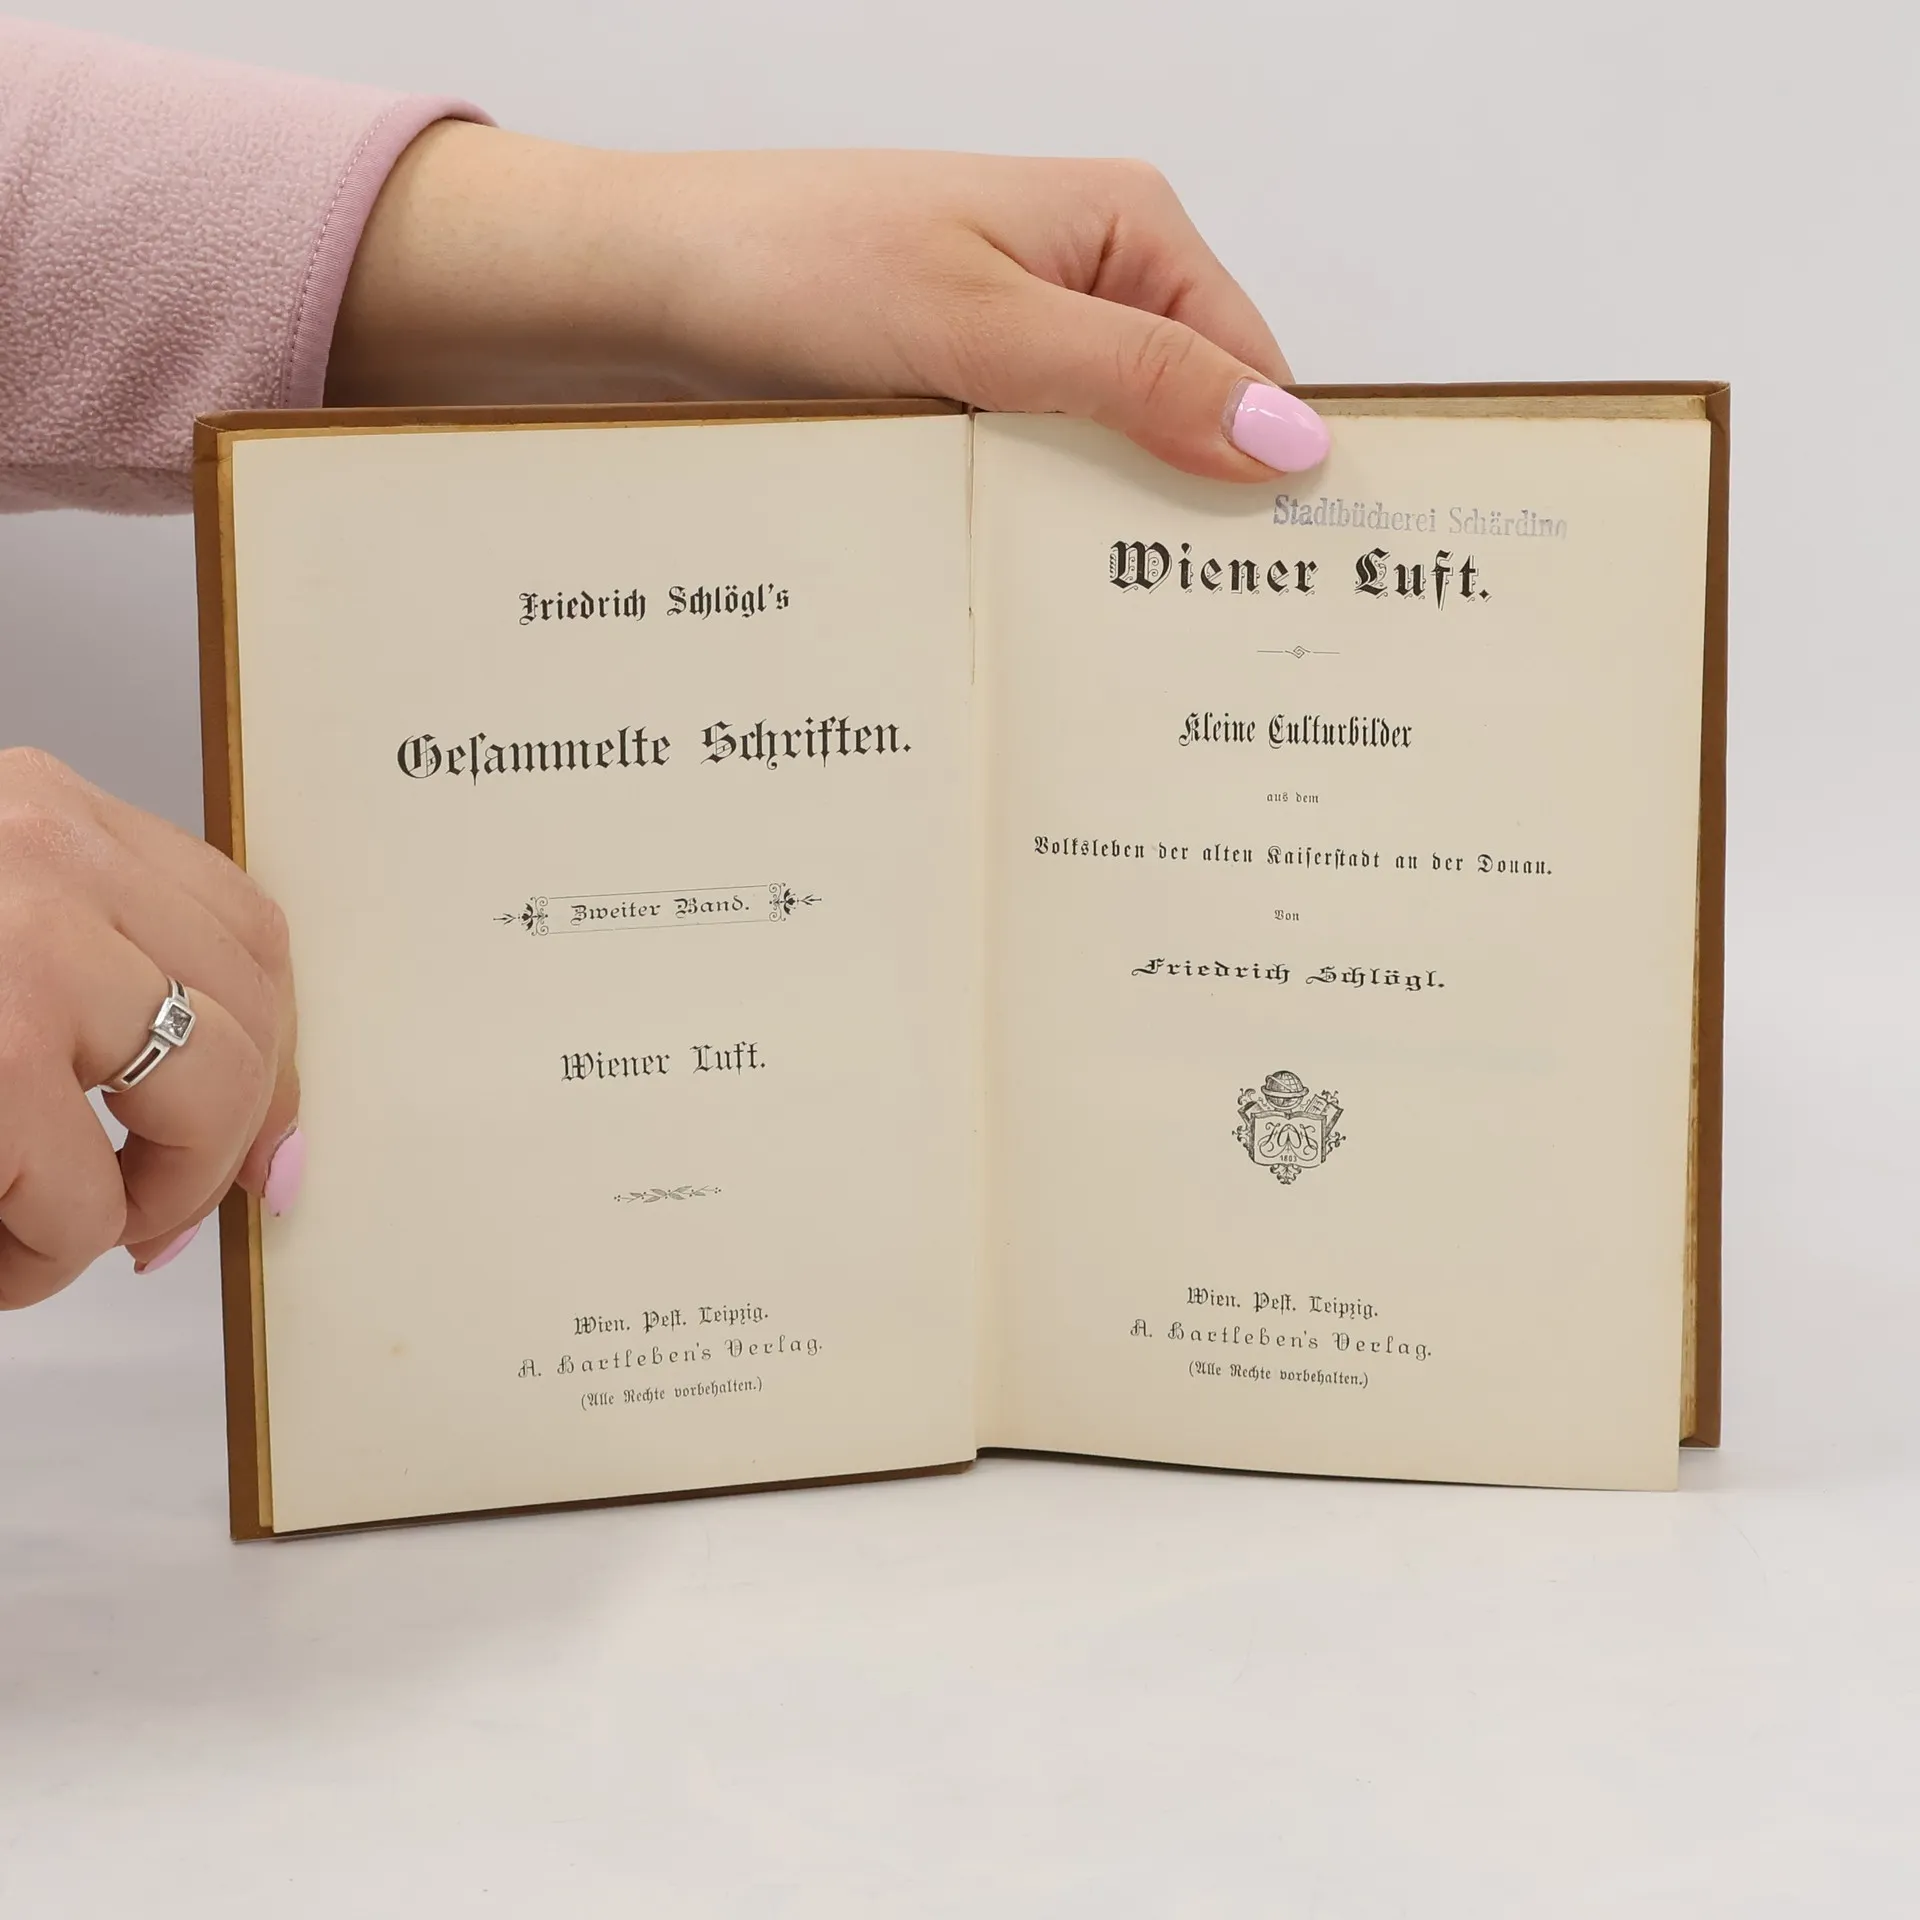 Friedrich Schlögl's
Gesammelte Schriften.
Zweiter Band.
Wiener Luft.
Wien. Pest. Leipzig.
A. Hartleben's Verlag.
(Alle Rechte vorbehalten.)
Stadtbücherei Schärding
Wiener Luft.
Kleine Culturbilder
aus dem
Volksleben der alten Kaiserstadt an der Donau.
Von
Friedrich Schlögl.
1803
Wien. Pest. Leipzig.
A. Hartleben's Verlag.
(Alle Rechte vorbehalten.)